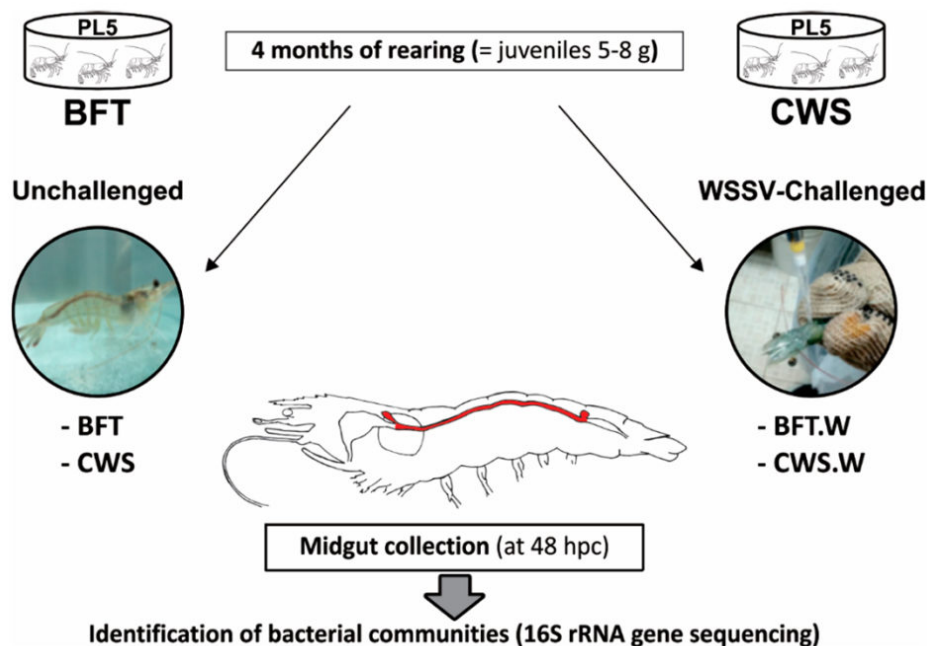 PL5
BFT
4 months of rearing (= juveniles 5-8 g)
PL5
CWS
Unchallenged
WSSV-Challenged
- BFT
- CWS
- BFT.W
- CWS.W
Midgut collection (at 48 hpc)
Identification of bacterial communities (16S rRNA gene sequencing)